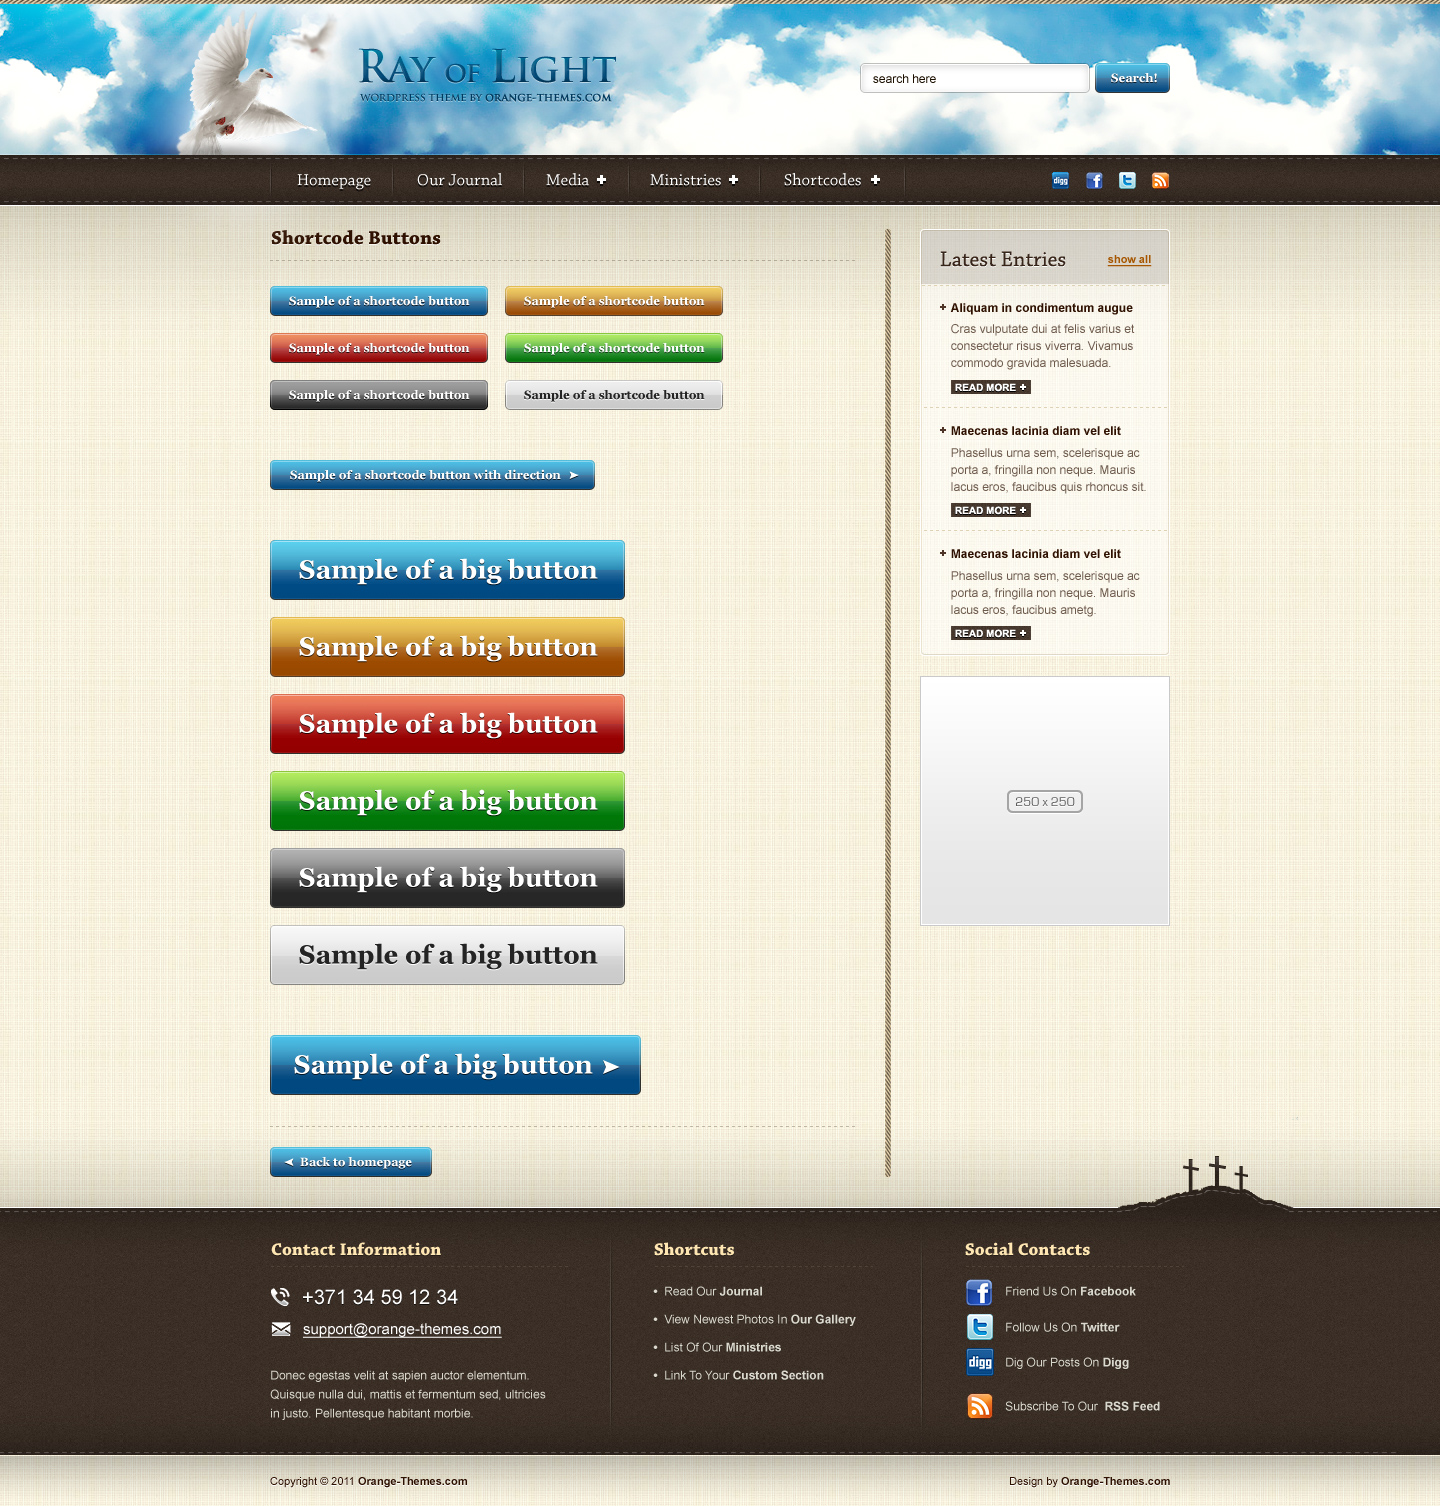 Ray of Light
WORDPRESS THEME BY ORANGE-THEMES.COM
search here
Search!
Homepage
Our Journal
Media +
Ministries +
Shortcodes +
digg
f
t
Shortcode Buttons
Sample of a shortcode button
Sample of a shortcode button
Sample of a shortcode button
Sample of a shortcode button
Sample of a shortcode button
Sample of a shortcode button
Sample of a shortcode button with direction
Sample of a big button
Sample of a big button
Sample of a big button
Sample of a big button
Sample of a big button
Sample of a big button
Sample of a big button
Back to homepage
Latest Entries
show all
+ Aliquam in condimentum augue
Cras vulputate dui at felis varius et
consectetur risus viverra. Vivamus
commodo gravida malesuada.
READ MORE +
+ Maecenas lacinia diam vel elit
Phasellus urna sem, scelerisque ac
porta a, fringilla non neque. Mauris
lacus eros, faucibus quis rhoncus sit.
READ MORE +
+ Maecenas lacinia diam vel elit
Phasellus urna sem, scelerisque ac
porta a, fringilla non neque. Mauris
lacus eros, faucibus ametg.
READ MORE +
250 x 250
Contact Information
+371 34 59 12 34
support@orange-themes.com
Donec egestas velit at sapien auctor elementum.
Quisque nulla dui, mattis et fermentum sed, ultricies
in justo. Pellentesque habitant morbie.
Shortcuts
• Read Our Journal
• View Newest Photos In Our Gallery
• List Of Our Ministries
• Link To Your Custom Section
Social Contacts
f Friend Us On Facebook
t Follow Us On Twitter
digg Dig Our Posts On Digg
Subscribe To Our RSS Feed
Copyright © 2011 Orange-Themes.com
Design by Orange-Themes.com